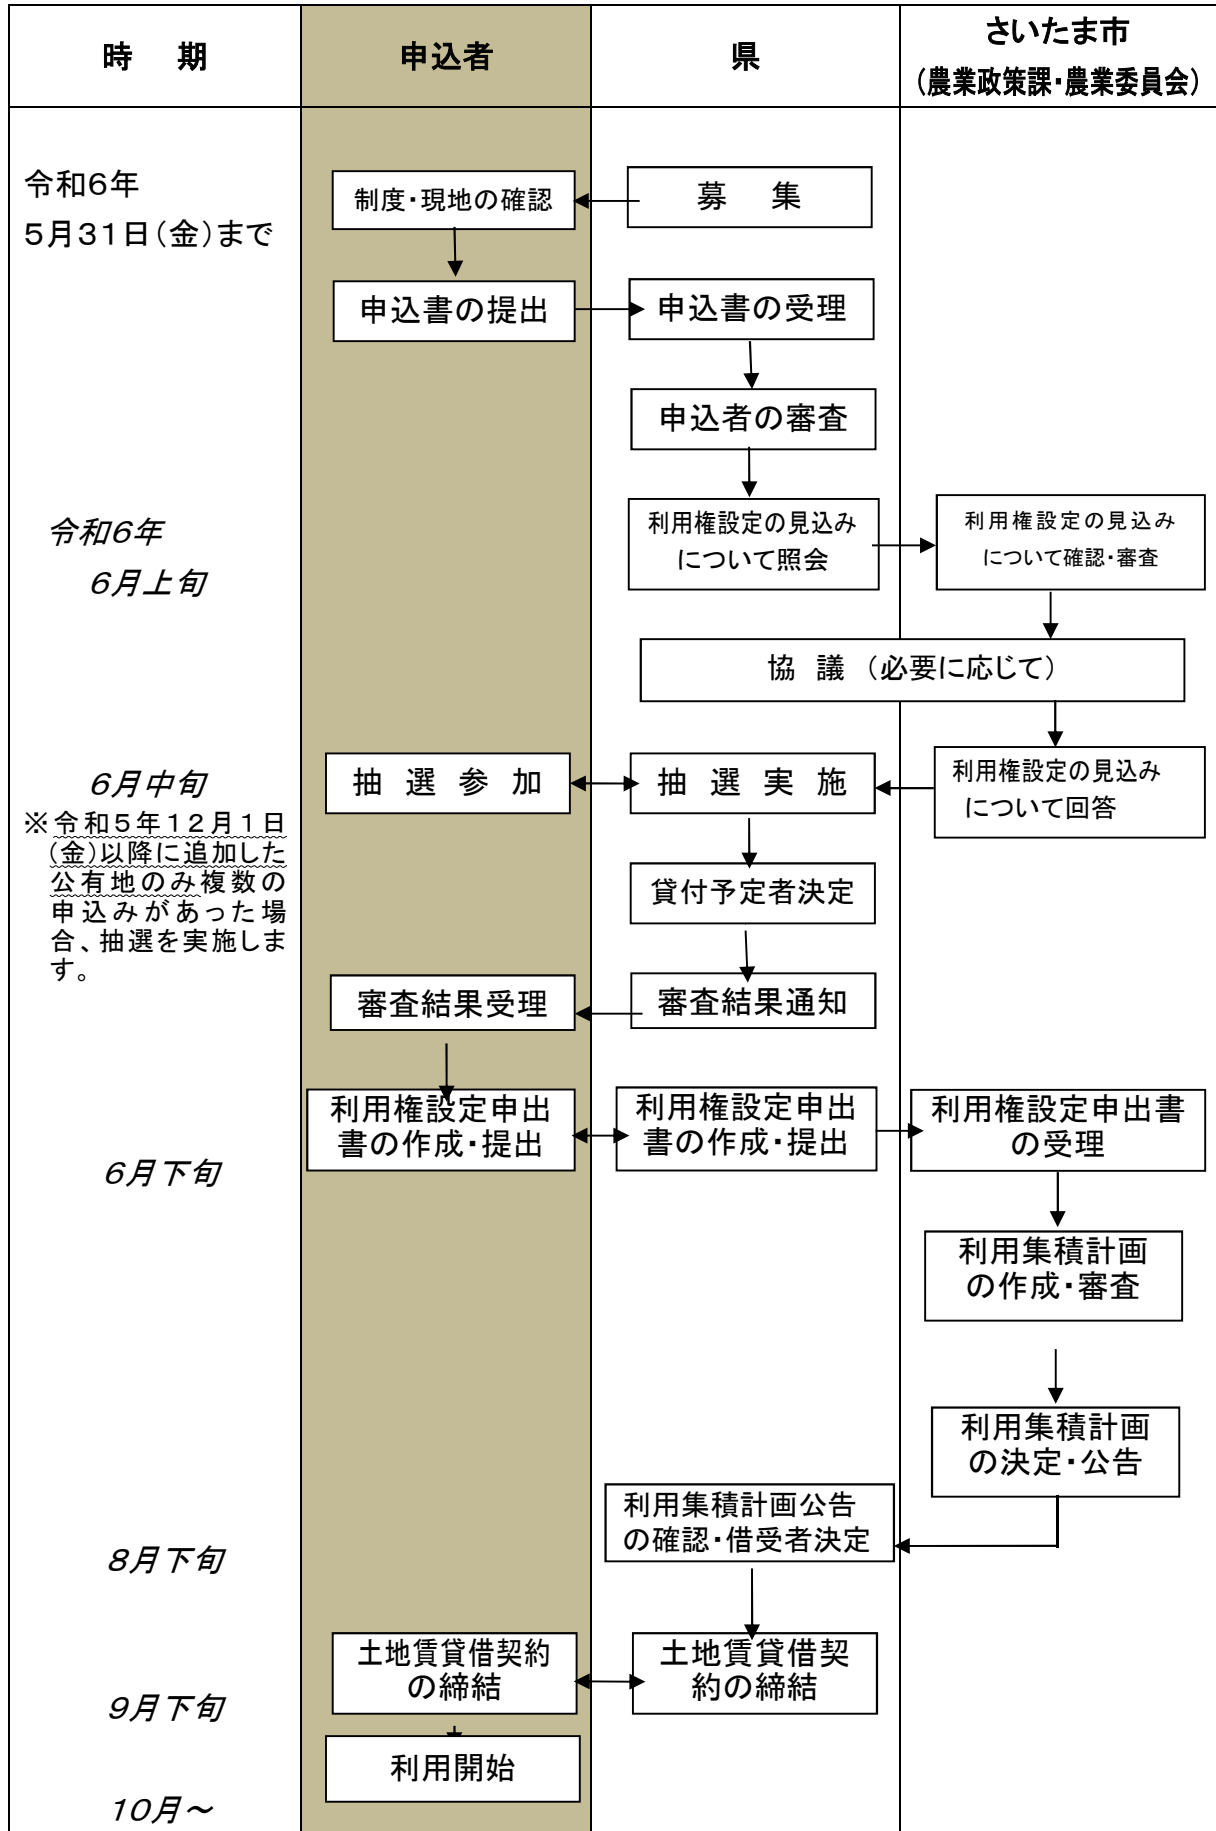 時　期
申込者
県
さいたま市
（農業政策課・農業委員会）
令和６年
５月３１日（金）まで
制度・現地の確認
募　集
申込書の提出
申込書の受理
申込者の審査
令和６年
６月上旬
利用権設定の見込み
について照会
利用権設定の見込み
について確認・審査
協　議　（必要に応じて）
６月中旬
※令和５年１２月１日
（金）以降に追加した
公有地のみ複数の
申込みがあった場
合、抽選を実施しま
す。
抽　選　参　加
抽　選　実　施
利用権設定の見込み
について回答
貸付予定者決定
審査結果受理
審査結果通知
６月下旬
利用権設定申出
書の作成・提出
利用権設定申出
書の作成・提出
利用権設定申出書
の受理
利用集積計画
の作成・審査
利用集積計画
の決定・公告
８月下旬
利用集積計画公告
の確認・借受者決定
９月下旬
土地賃貸借契約
の締結
土地賃貸借契
約の締結
利用開始
１０月～